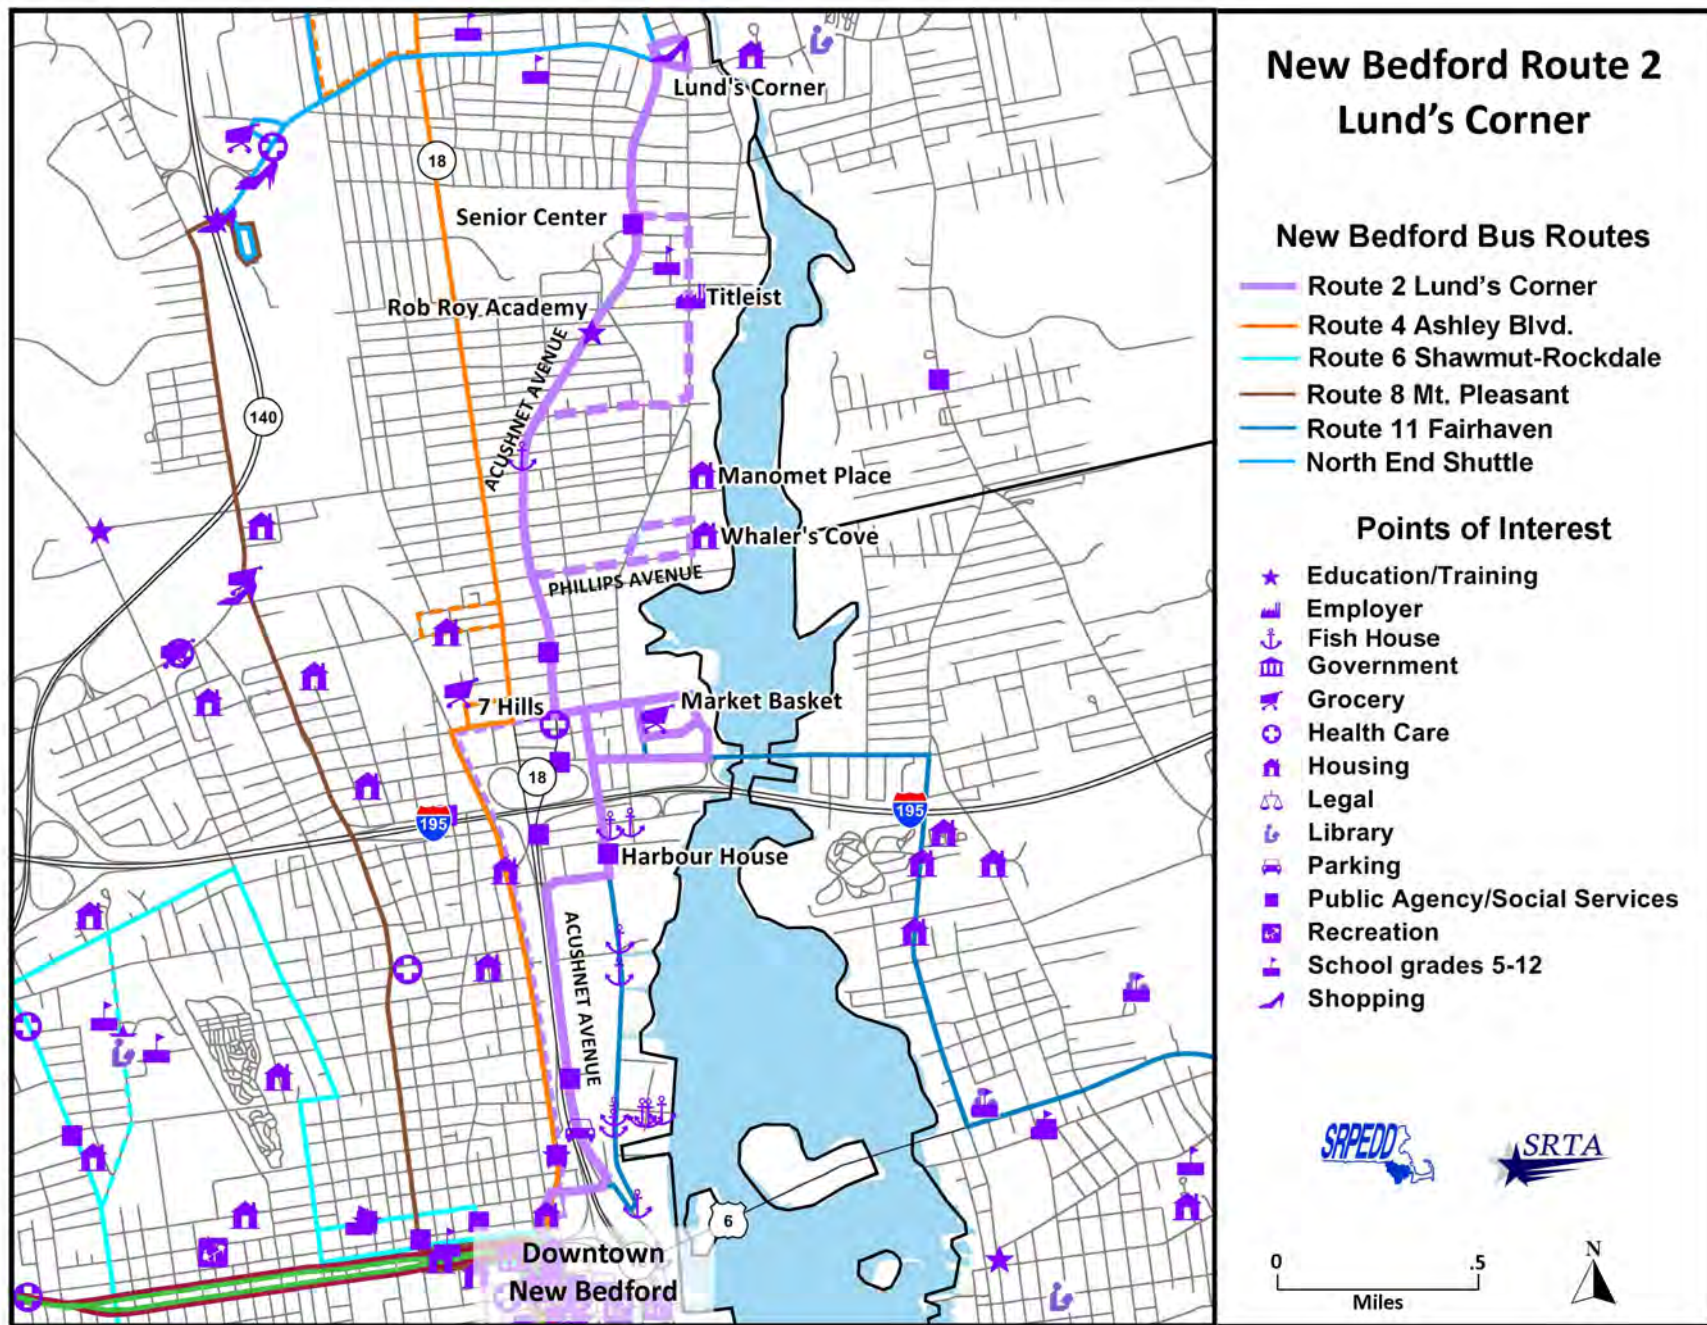 Lund's Corner
18
Senior Center
Titleist
Rob Roy Academy
ACUSHNET AVENUE
140
Manomet Place
Whaler's Cove
PHILLIPS AVENUE
7 Hills
Market Basket
18
195
195
Harbour House
ACUSHNET AVENUE
6
Downtown
New Bedford
New Bedford Route 2
Lund's Corner
New Bedford Bus Routes
Route 2 Lund's Corner
Route 4 Ashley Blvd.
Route 6 Shawmut-Rockdale
Route 8 Mt. Pleasant
Route 11 Fairhaven
North End Shuttle
Points of Interest
Education/Training
Employer
Fish House
Government
Grocery
Health Care
Housing
Legal
Library
Parking
Public Agency/Social Services
Recreation
School grades 5-12
Shopping
SRPEDD
SRTA
0 .5
Miles
N